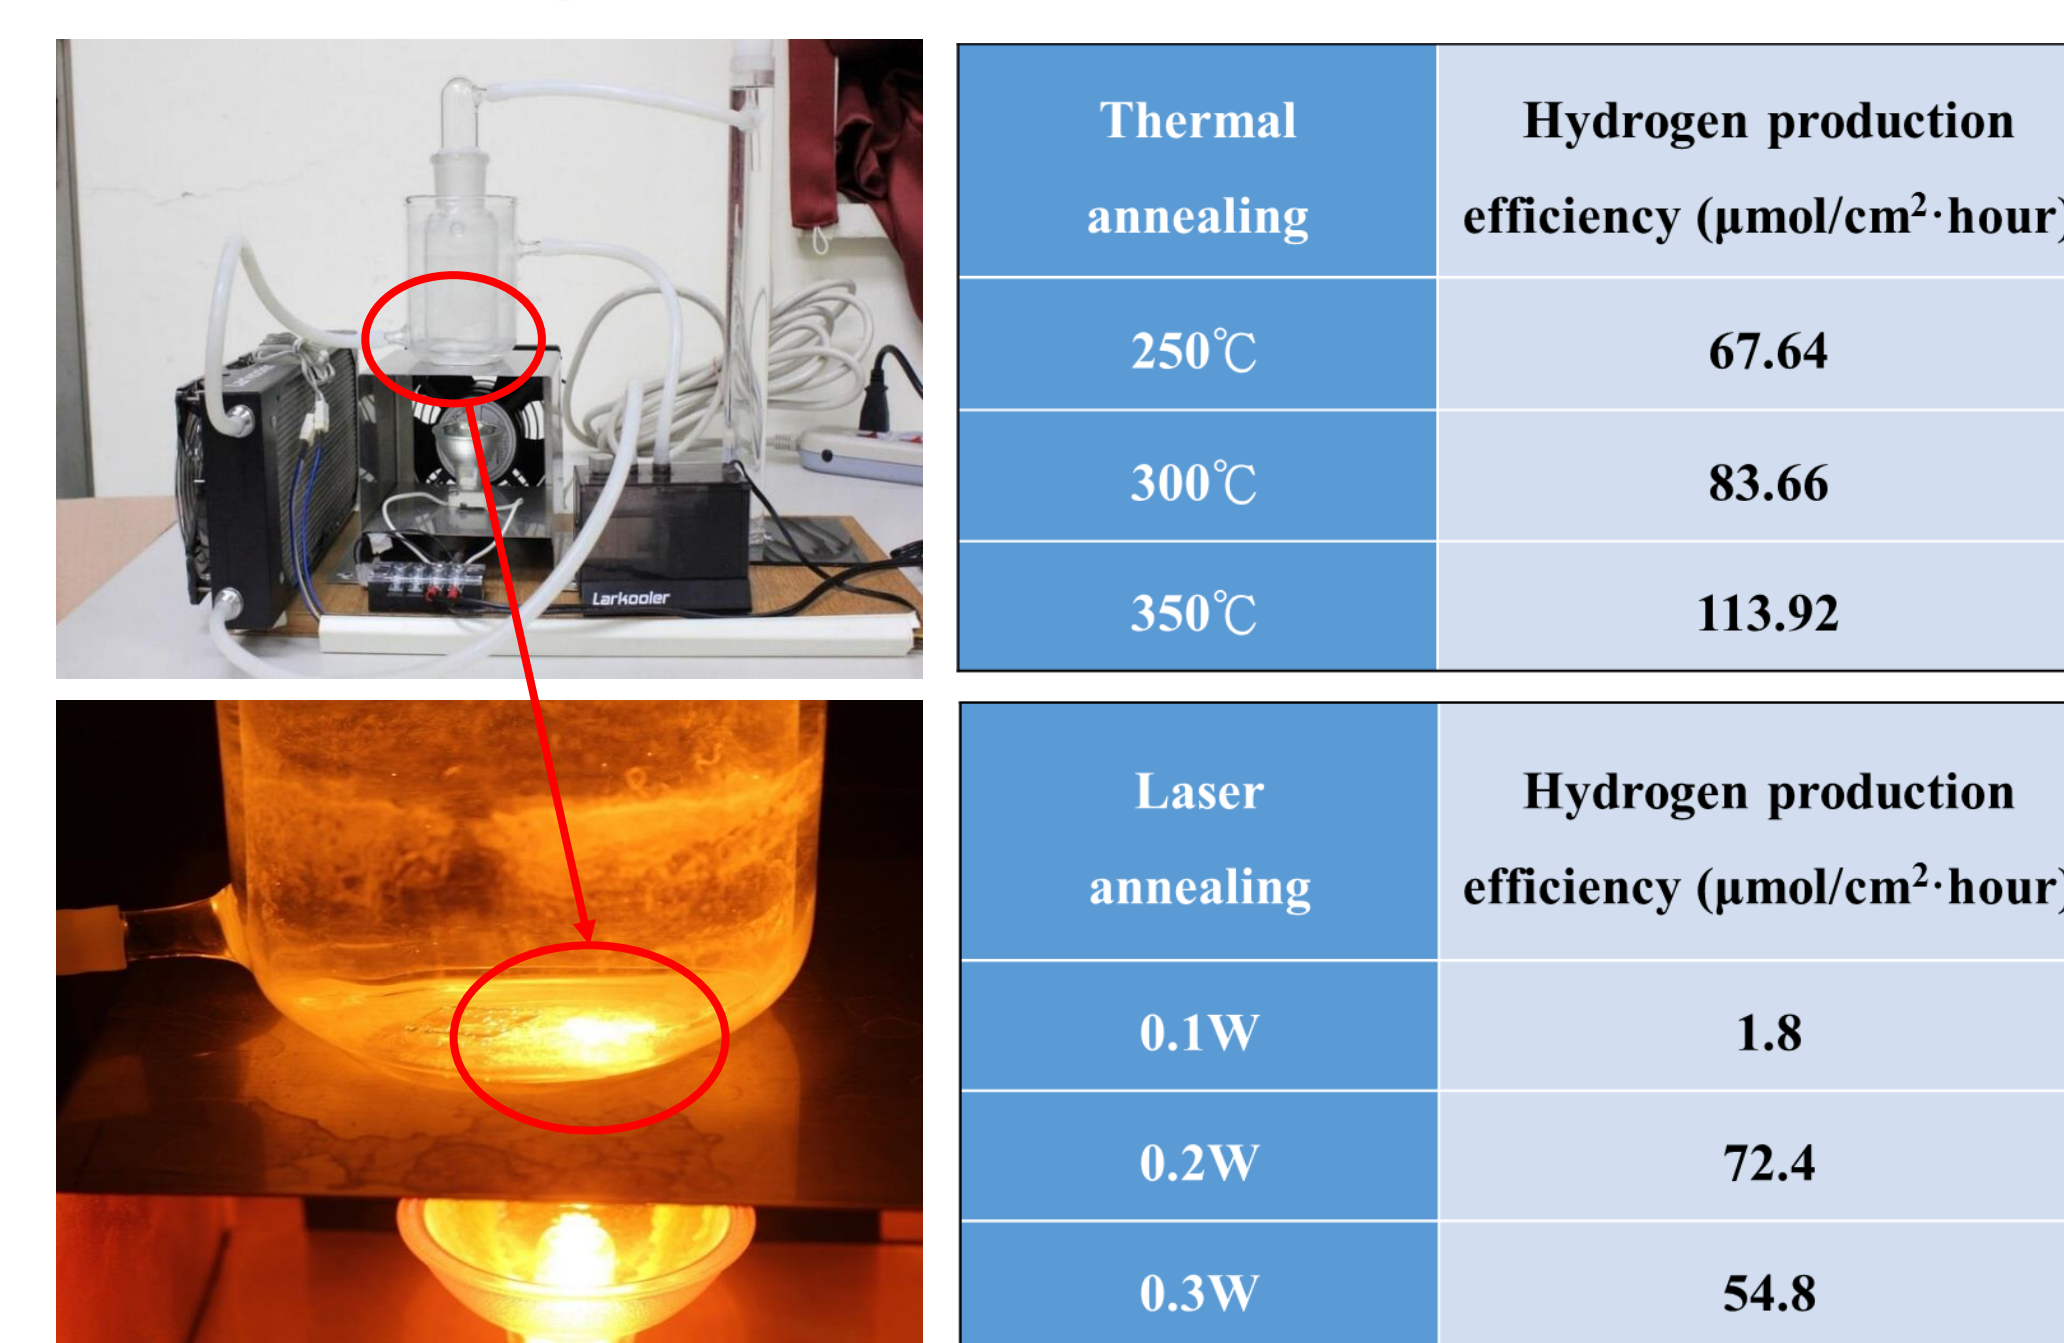 Thermal
annealing
Hydrogen production
efficiency (μmol/cm²·hour)
250℃
67.64
300℃
83.66
350℃
113.92
Larkooler
Laser
annealing
Hydrogen production
efficiency (μmol/cm²·hour)
0.1W
1.8
0.2W
72.4
0.3W
54.8